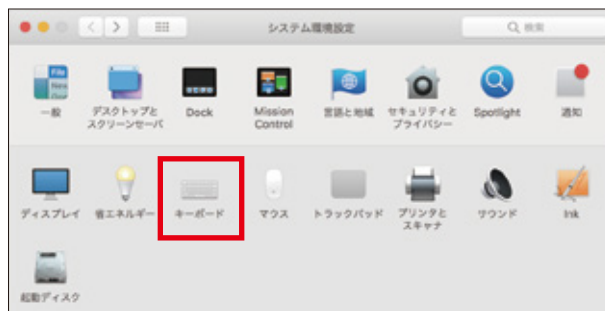 システム環境設定
検索
File
New
一般
デスクトップと
スクリーンセーバ
Dock
Mission
Control
言語と地域
セキュリティと
プライバシー
Spotlight
通知
ディスプレイ
省エネルギー
キーボード
マウス
トラックパッド
プリンタと
スキャナ
サウンド
Ink
起動ディスク